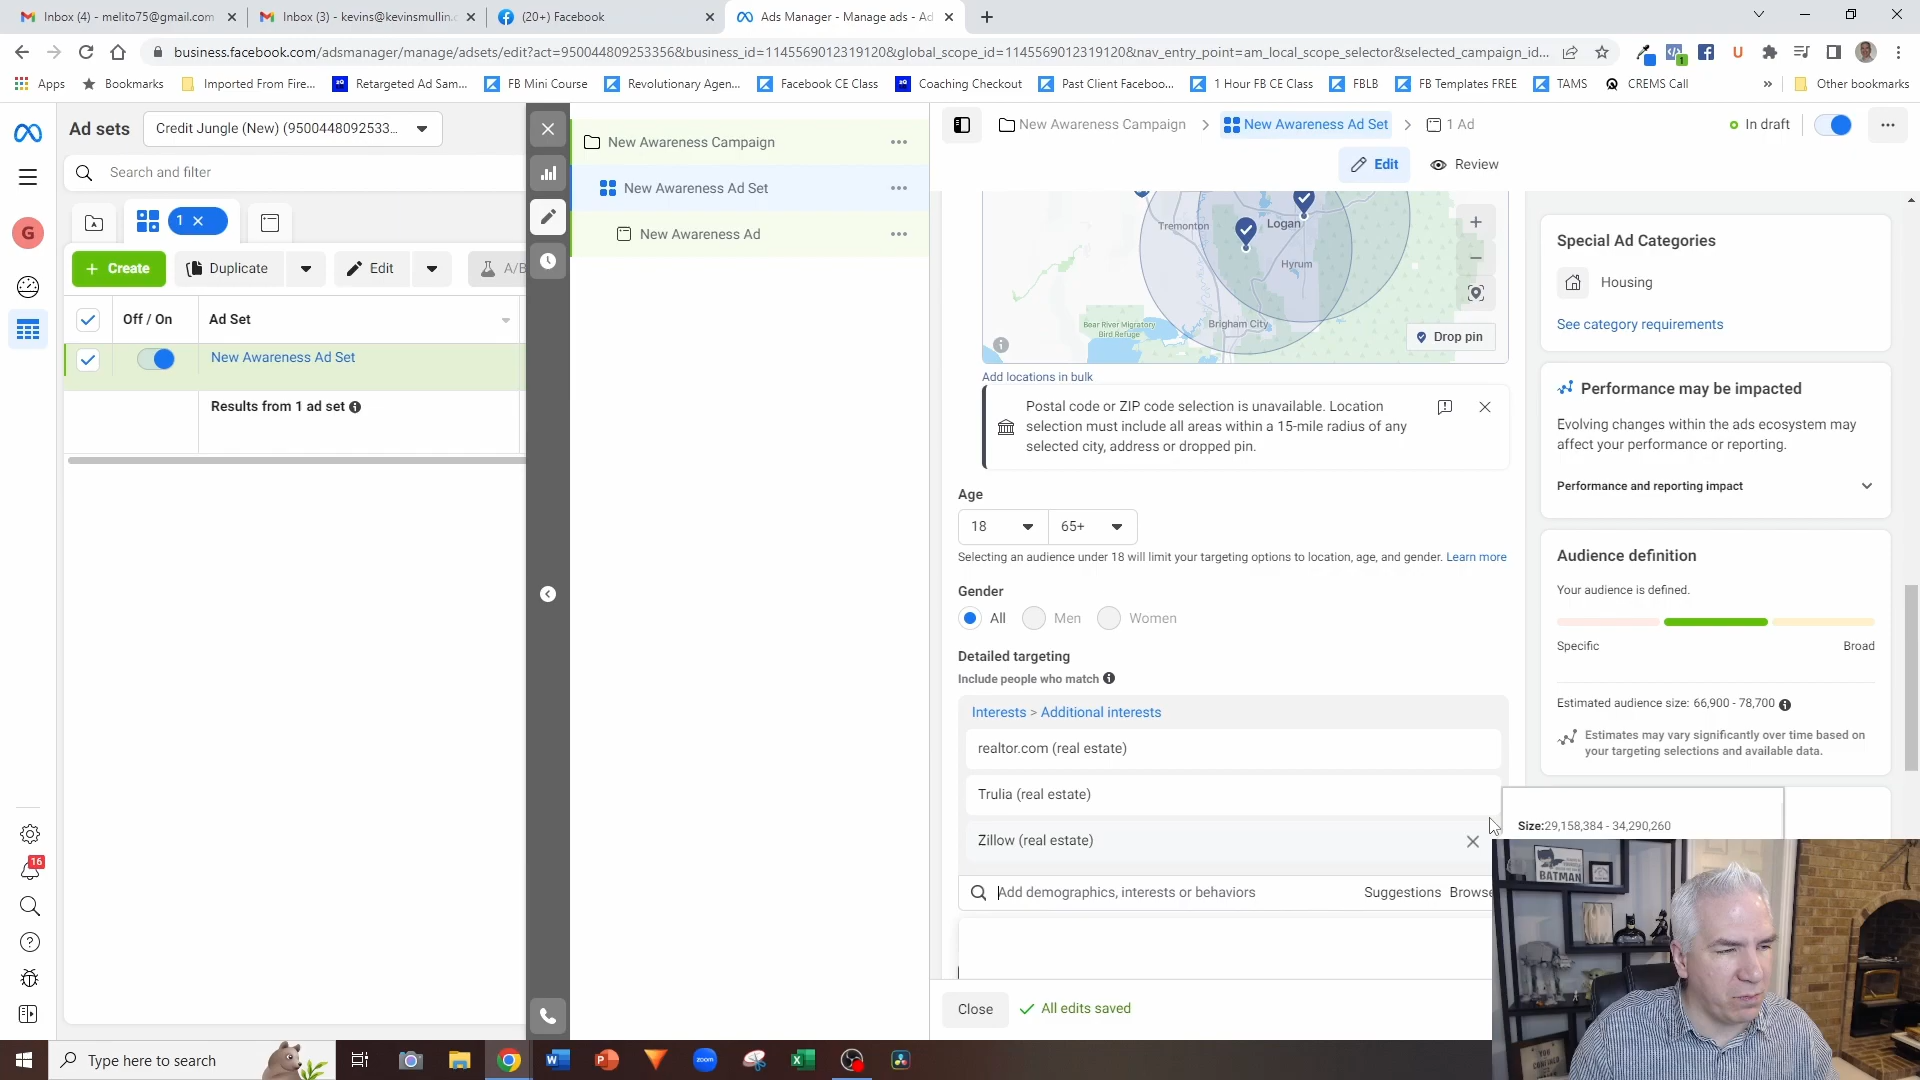 Inbox (4) - melito75@gmail.com
Inbox (3) - kevins@kevinsmullin.c
(20+) Facebook
Ads Manager - Manage ads - Ad
business.facebook.com/adsmanager/manage/adsets/edit?act=950044809253356&business_id=1145569012319120&global_scope_id=1145569012319120&nav_entry_point=am_local_scope_selector&selected_campaign_id...
Apps
Bookmarks
Imported From Fire...
Retargeted Ad Sam...
FB Mini Course
Revolutionary Agen...
Facebook CE Class
Coaching Checkout
Past Client Faceboo...
1 Hour FB CE Class
FBLB
FB Templates FREE
TAMS
CREMS Call
»
Other bookmarks
Ad sets
Credit Jungle (New) (9500448092533...
Search and filter
1
Create
Duplicate
Edit
A/B
Off / On
Ad Set
New Awareness Ad Set
Results from 1 ad set
G
16
New Awareness Campaign
New Awareness Ad Set
New Awareness Ad
New Awareness Campaign
New Awareness Ad Set
1 Ad
In draft
Edit
Review
Tremonton
Logan
Hyrum
Brigham City
Bear River Migratory
Bird Refuge
Drop pin
Add locations in bulk
Postal code or ZIP code selection is unavailable. Location
selection must include all areas within a 15-mile radius of any
selected city, address or dropped pin.
Age
18
65+
Selecting an audience under 18 will limit your targeting options to location, age, and gender. Learn more
Gender
All
Men
Women
Detailed targeting
Include people who match
Interests > Additional interests
realtor.com (real estate)
Trulia (real estate)
Zillow (real estate)
Add demographics, interests or behaviors
Suggestions
Browse
Close
All edits saved
Special Ad Categories
Housing
See category requirements
Performance may be impacted
Evolving changes within the ads ecosystem may
affect your performance or reporting.
Performance and reporting impact
Audience definition
Your audience is defined.
Specific
Broad
Estimated audience size: 66,900 - 78,700
Estimates may vary significantly over time based on
your targeting selections and available data.
Size:29,158,384 - 34,290,260
BATMAN
Type here to search
zoom